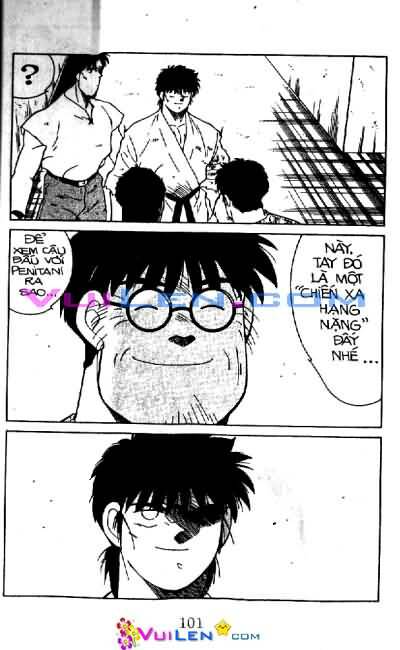 ?
NÀY,
TAY ĐÓ
LÀ MỘT
"CHIẾN XA
HẠNG
NẶNG"
ĐẤY
NHÉ...
ĐỂ
XEM CẬU
ĐẤU VỚI
PENITANI
RA
SAO...
VUILEN.COM
101
VUILEN.COM